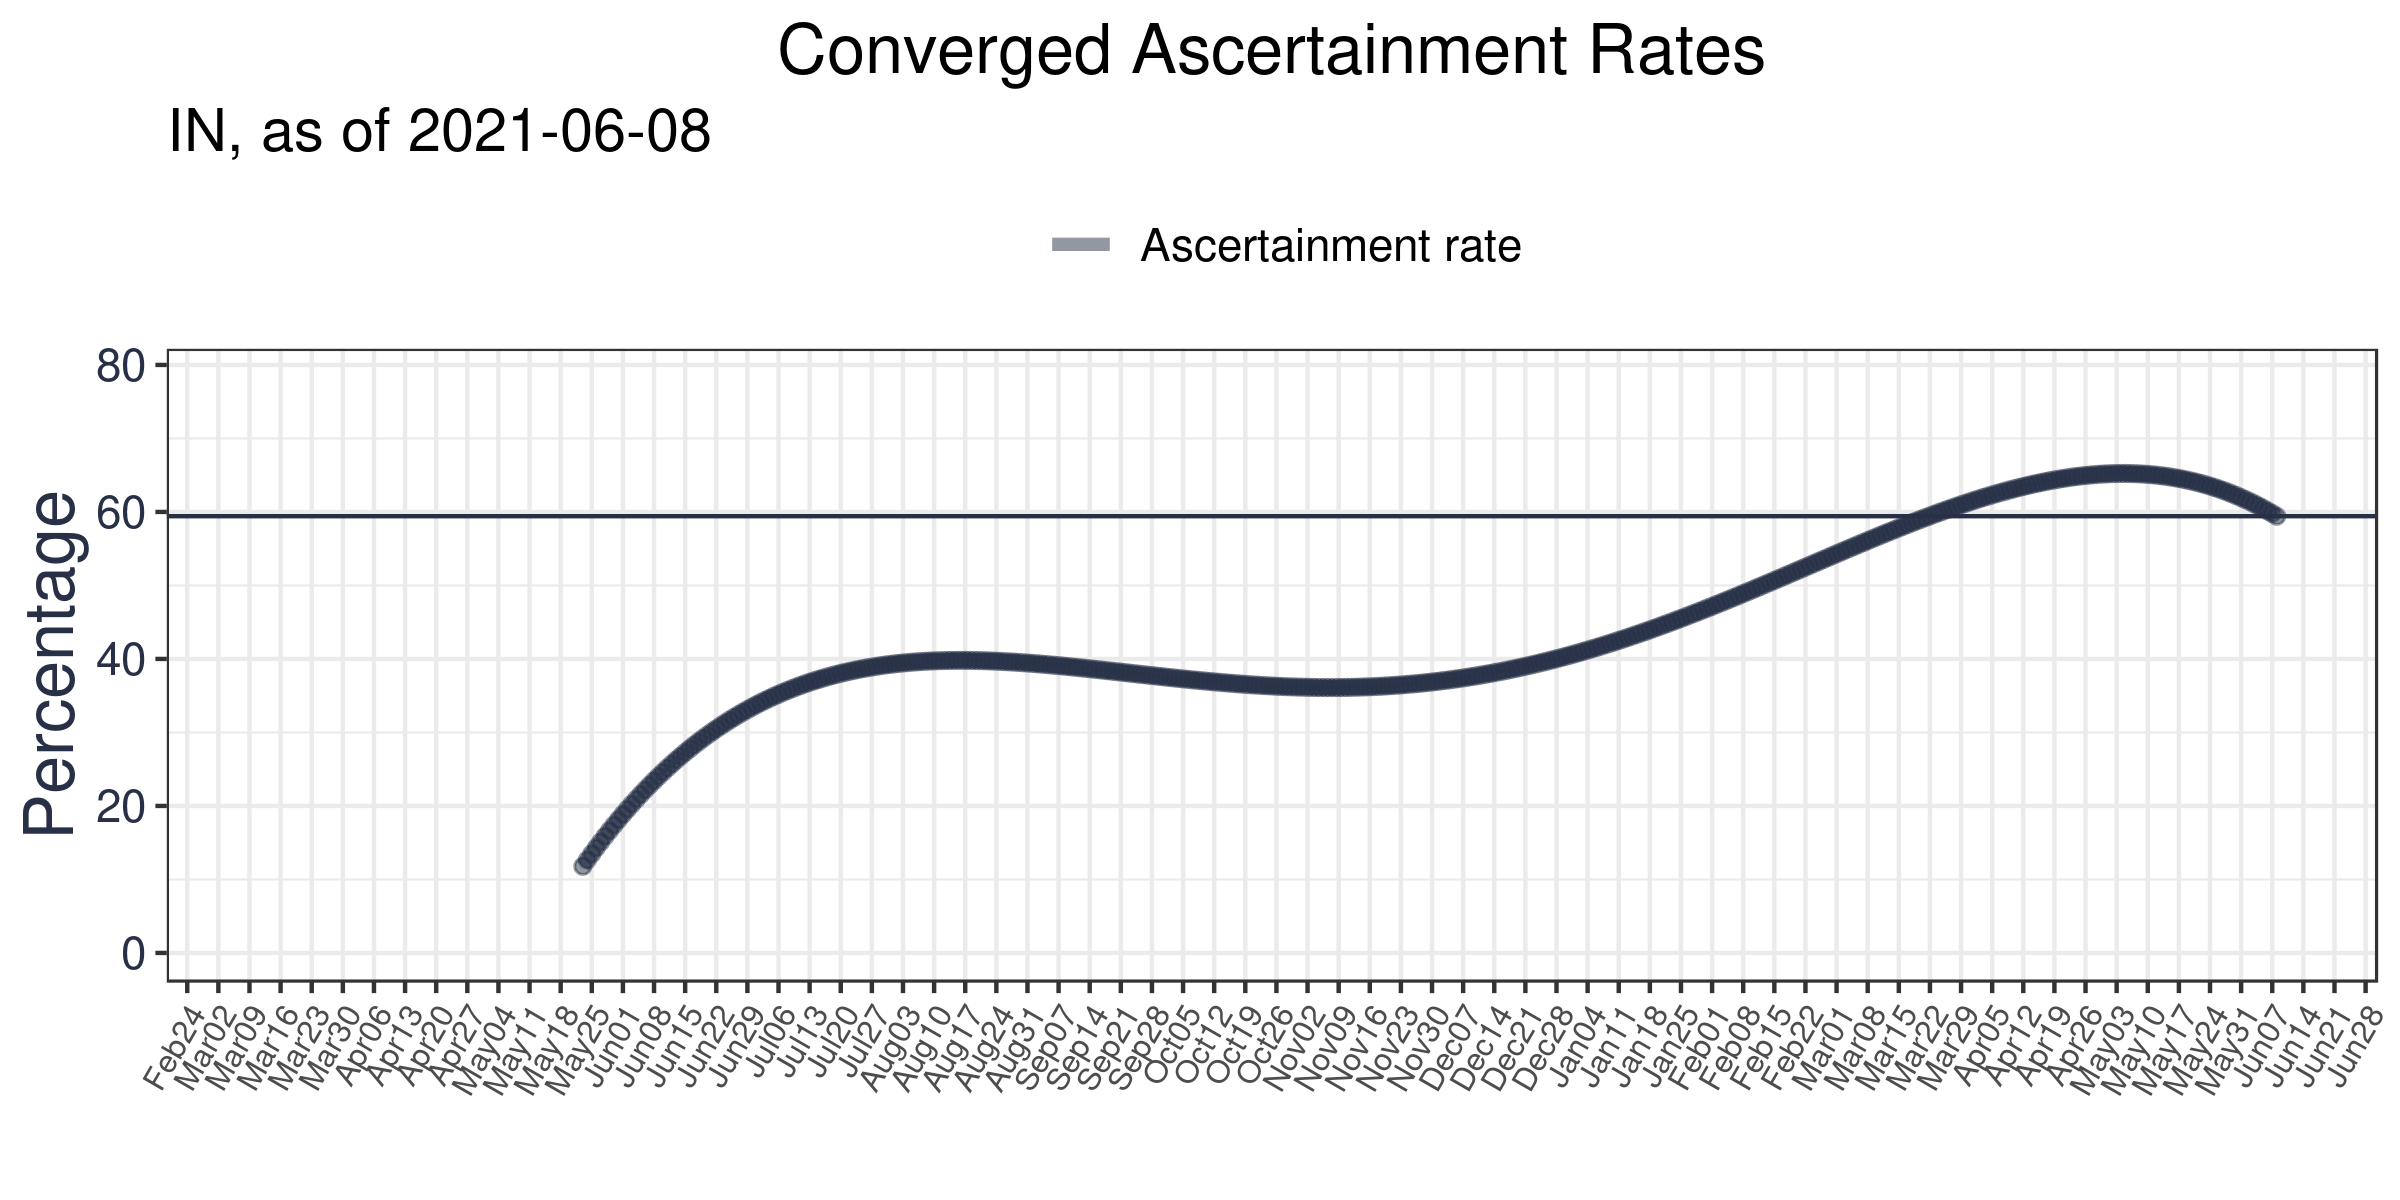 Converged Ascertainment Rates
IN, as of 2021-06-08
Ascertainment rate
Percentage
80
60
40
20
0
Feb24 Mar02 Mar09 Mar16 Mar23 Mar30 Apr06 Apr13 Apr20 Apr27 May04 May11 May18 May25 Jun01 Jun08 Jun15 Jun22 Jun29 Jul06 Jul13 Jul20 Jul27 Aug03 Aug10 Aug17 Aug24 Aug31 Sep07 Sep14 Sep21 Sep28 Oct05 Oct12 Oct19 Oct26 Nov02 Nov09 Nov16 Nov23 Nov30 Dec07 Dec14 Dec21 Dec28 Jan04 Jan11 Jan18 Jan25 Feb01 Feb08 Feb15 Feb22 Mar01 Mar08 Mar15 Mar22 Mar29 Apr05 Apr12 Apr19 Apr26 May03 May10 May17 May24 May31 Jun07 Jun14 Jun21 Jun28